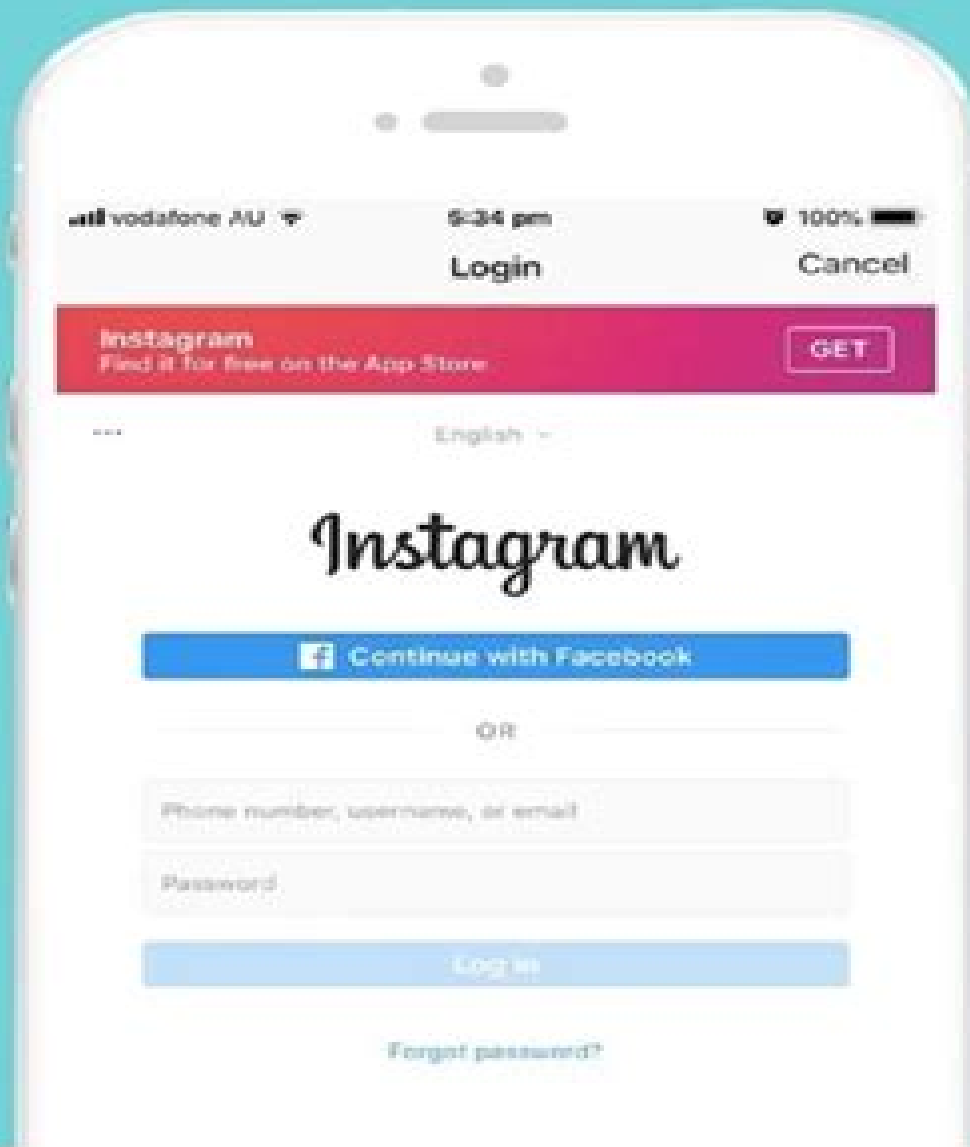 vodafone AU 5:34 pm 100%
Login Cancel
Instagram
Find it for free on the App Store
GET
... English
Instagram
f Continue with Facebook
OR
Phone number, username, or email
Password
Log in
Forgot password?